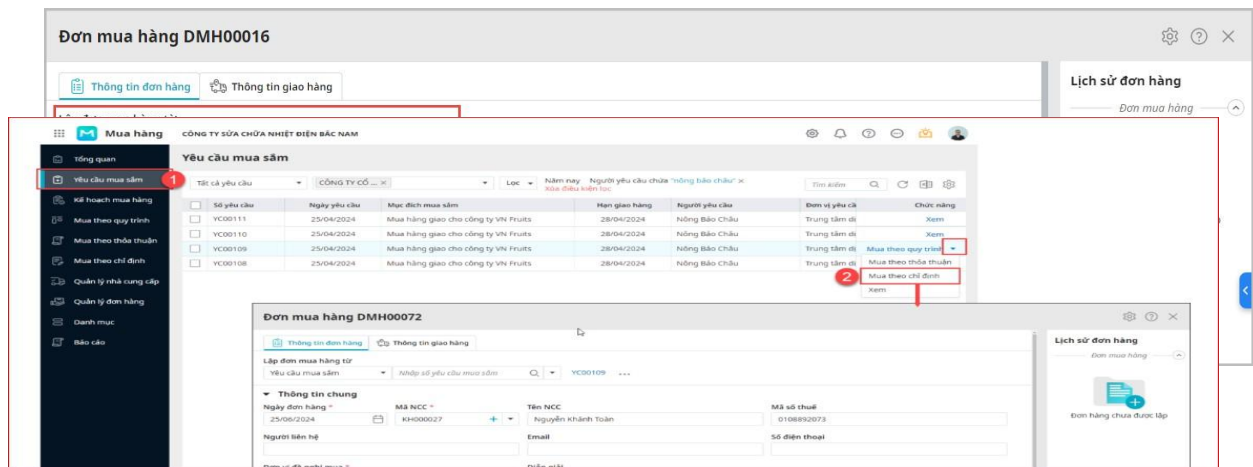 Đơn mua hàng DMH00016
Thông tin đơn hàng Thông tin giao hàng
Lịch sử đơn hàng
Đơn mua hàng
Mua hàng CÔNG TY SỬA CHỮA NHIỆT ĐIỆN BẮC NAM
Tổng quan
Yêu cầu mua sắm 1
Kế hoạch mua hàng
Mua theo quy trình
Mua theo thỏa thuận
Mua theo chỉ định
Quản lý nhà cung cấp
Quản lý đơn hàng
Danh mục
Báo cáo
Yêu cầu mua sắm
Tất cả yêu cầu CÔNG TY CỔ ... × Lọc Năm nay Người yêu cầu chứa "nông bảo châu" × Tìm kiếm
Xóa điều kiện lọc
Số yêu cầu Ngày yêu cầu Mục đích mua sắm Hạn giao hàng Người yêu cầu Đơn vị yêu cầ Chức năng
YC00111 25/04/2024 Mua hàng giao cho công ty VN Fruits 28/04/2024 Nông Bảo Châu Trung tâm dị Xem
YC00110 25/04/2024 Mua hàng giao cho công ty VN Fruits 28/04/2024 Nông Bảo Châu Trung tâm dị Xem
YC00109 25/04/2024 Mua hàng giao cho công ty VN Fruits 28/04/2024 Nông Bảo Châu Trung tâm dị Mua theo quy trình
YC00108 25/04/2024 Mua hàng giao cho công ty VN Fruits 28/04/2024 Nông Bảo Châu Trung tâm dị Mua theo thỏa thuận
2 Mua theo chỉ định
Xem
Đơn mua hàng DMH00072
Thông tin đơn hàng Thông tin giao hàng
Lập đơn mua hàng từ
Yêu cầu mua sắm Nhập số yêu cầu mua sắm YC00109 ...
Thông tin chung
Ngày đơn hàng * Mã NCC * Tên NCC Mã số thuế
25/06/2024 KH000027 Nguyễn Khánh Toàn 0108892073
Người liên hệ Email Số điện thoại
Đơn vị đề nghị mua * Diễn giải
Lịch sử đơn hàng
Đơn mua hàng
Đơn hàng chưa được lập